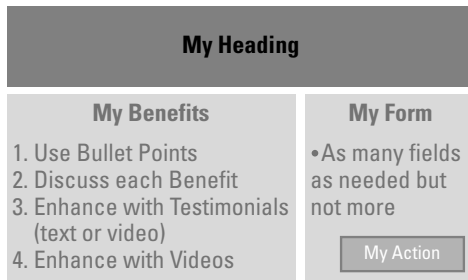 My Heading
My Benefits
1. Use Bullet Points
2. Discuss each Benefit
3. Enhance with Testimonials
(text or video)
4. Enhance with Videos
My Form
•As many fields
as needed but
not more
My Action